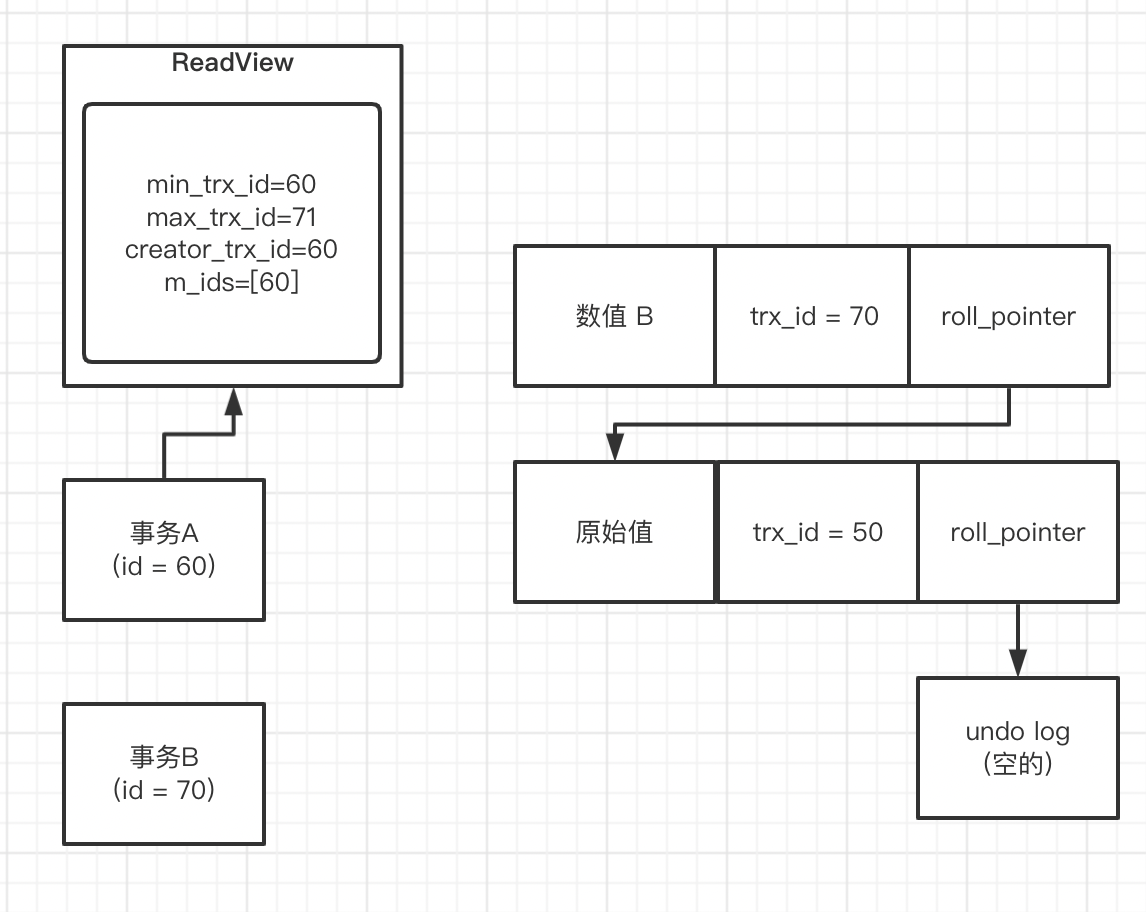 ReadView
min_trx_id=60
max_trx_id=71
creator_trx_id=60
m_ids=[60]
数值 B
trx_id = 70
roll_pointer
原始值
trx_id = 50
roll_pointer
事务A
(id = 60)
undo log
(空的)
事务B
(id = 70)